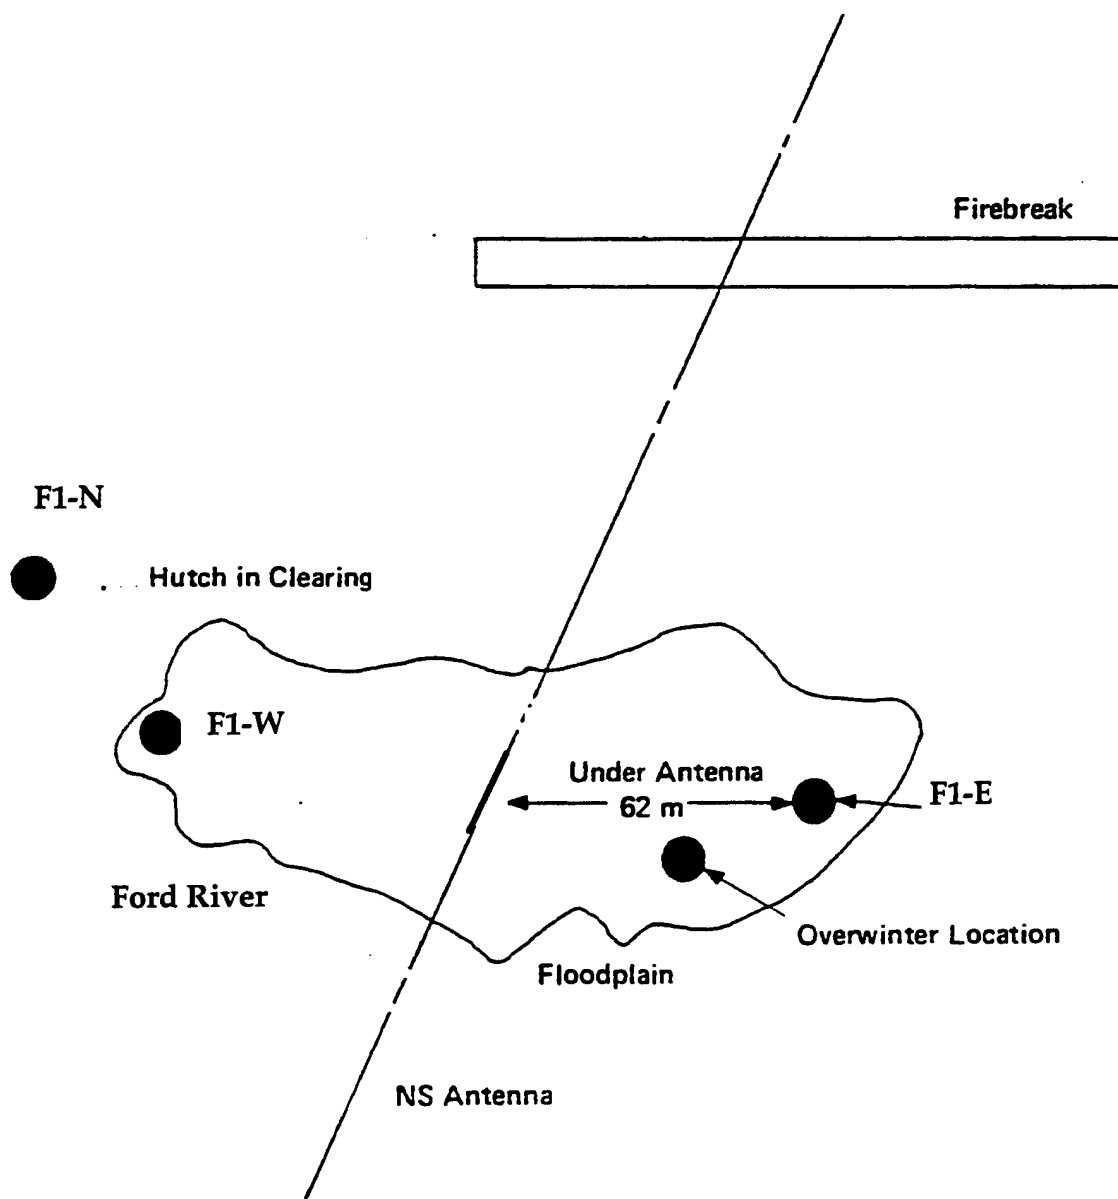 Firebreak
F1-N
Hutch in Clearing
F1-W
Under Antenna
62 m
F1-E
Ford River
Overwinter Location
Floodplain
NS Antenna